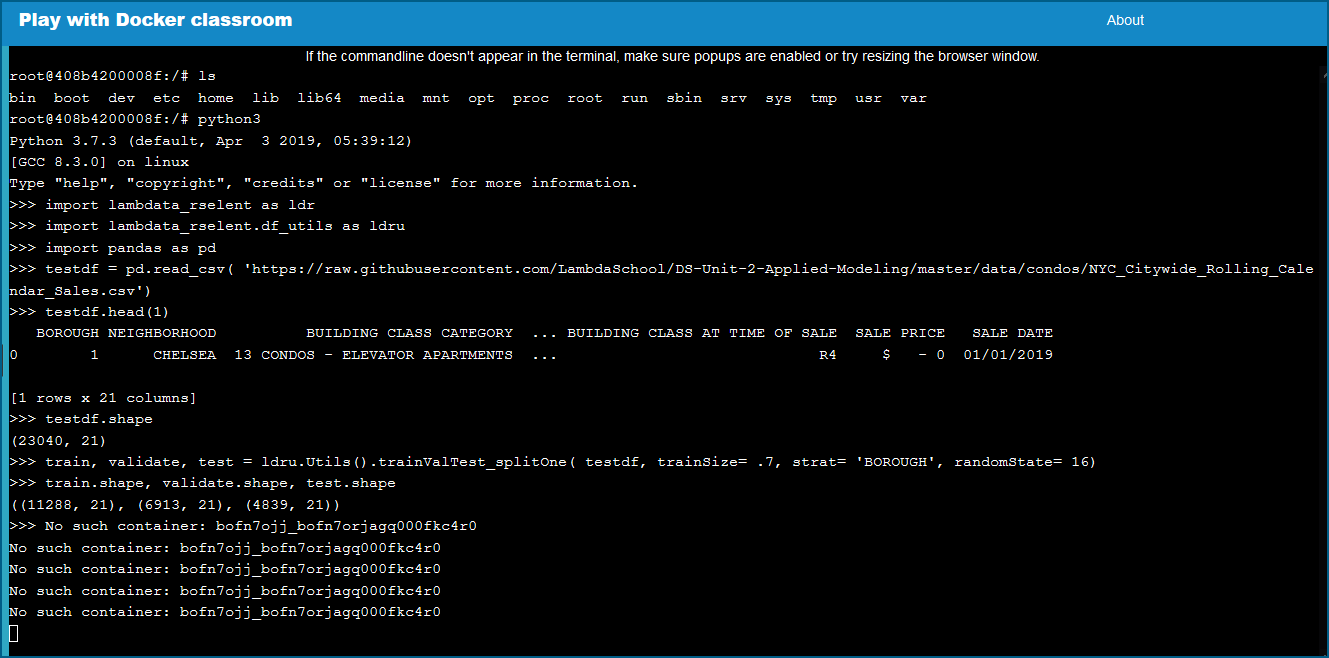 Play with Docker classroom About
If the commandline doesn't appear in the terminal, make sure popups are enabled or try resizing the browser window.
root@408b4200008f:/# ls
bin boot dev etc home lib lib64 media mnt opt proc root run sbin srv sys tmp usr var
root@408b4200008f:/# python3
Python 3.7.3 (default, Apr  3 2019, 05:39:12)
[GCC 8.3.0] on linux
Type "help", "copyright", "credits" or "license" for more information.
>>> import lambdata_rselent as ldr
>>> import lambdata_rselent.df_utils as ldru
>>> import pandas as pd
>>> testdf = pd.read_csv( 'https://raw.githubusercontent.com/LambdaSchool/DS-Unit-2-Applied-Modeling/master/data/condos/NYC_Citywide_Rolling_Cale
ndar_Sales.csv')
>>> testdf.head(1)
BOROUGH NEIGHBORHOOD BUILDING CLASS CATEGORY ... BUILDING CLASS AT TIME OF SALE SALE PRICE SALE DATE
0 1 CHELSEA 13 CONDOS - ELEVATOR APARTMENTS ... R4 $ - 0 01/01/2019
[1 rows x 21 columns]
>>> testdf.shape
(23040, 21)
>>> train, validate, test = ldru.Utils().trainValTest_splitOne( testdf, trainSize= .7, strat= 'BOROUGH', randomState= 16)
>>> train.shape, validate.shape, test.shape
((11288, 21), (6913, 21), (4839, 21))
>>> No such container: bofn7ojj_bofn7orjagq000fkc4r0
No such container: bofn7ojj_bofn7orjagq000fkc4r0
No such container: bofn7ojj_bofn7orjagq000fkc4r0
No such container: bofn7ojj_bofn7orjagq000fkc4r0
No such container: bofn7ojj_bofn7orjagq000fkc4r0